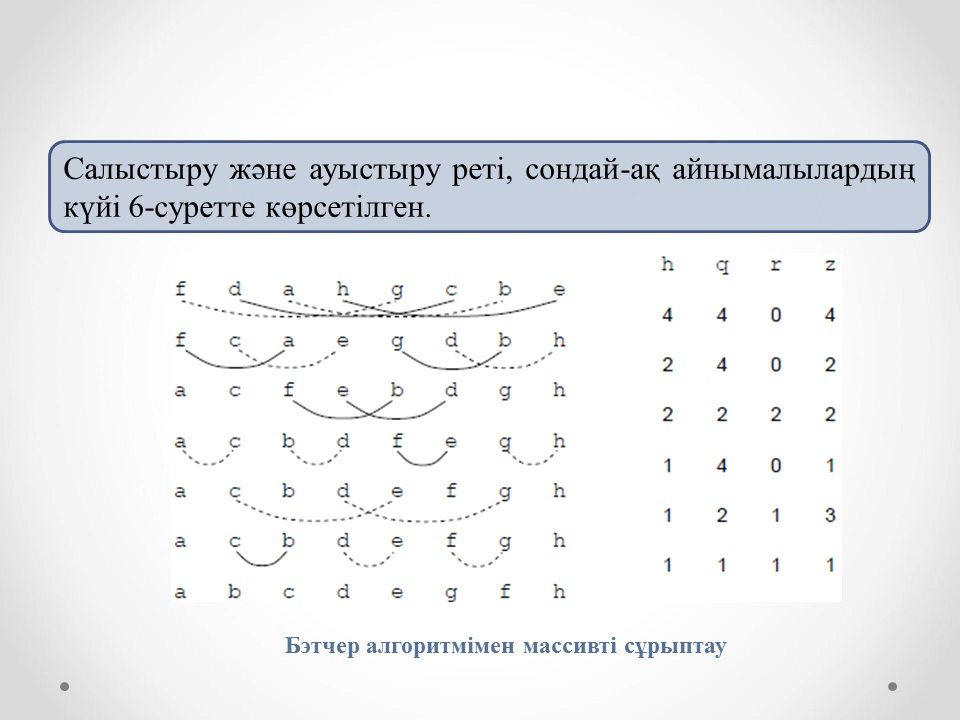 Салыстыру және ауыстыру реті, сондай-ақ айнымалылардың
күйі 6-суретте көрсетілген.
h q r z
f d a h g c b e
4 4 0 4
f c a e g d b h
2 4 0 2
a c f e b d g h
2 2 2 2
a c b d f e g h
1 4 0 1
a c b d e f g h
1 2 1 3
a c b d e f g h
1 1 1 1
a b c d e g f h
Бэтчер алгоритмімен массивті сұрыптау